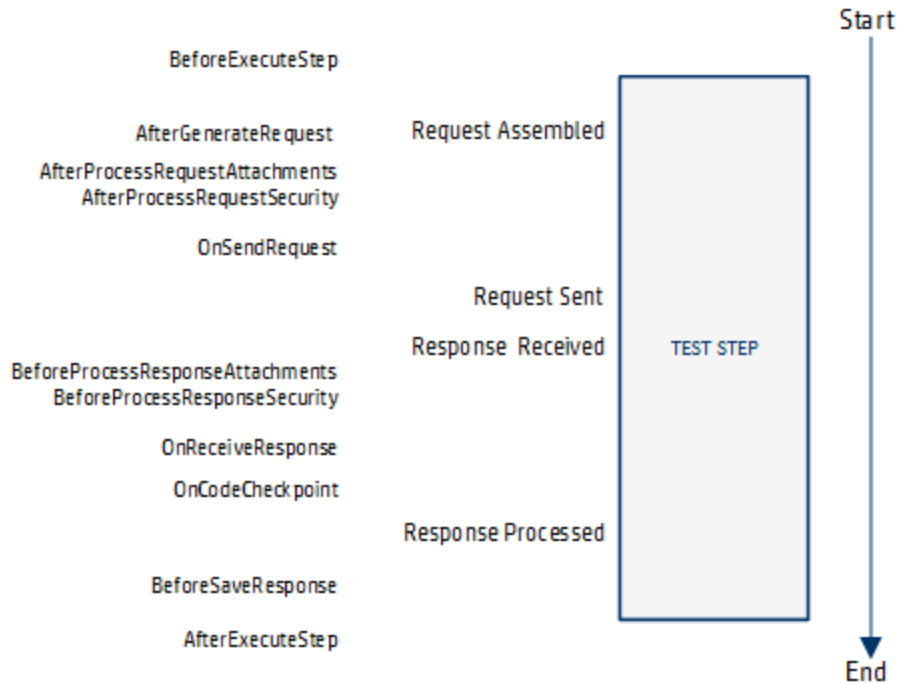 Start
BeforeExecuteStep
AfterGenerateRequest
Request Assembled
AfterProcessRequestAttachments
AfterProcessRequestSecurity
OnSendRequest
Request Sent
Response Received
TEST STEP
BeforeProcessResponseAttachments
BeforeProcessResponseSecurity
OnReceiveResponse
OnCodeCheckpoint
Response Processed
BeforeSaveResponse
AfterExecuteStep
End